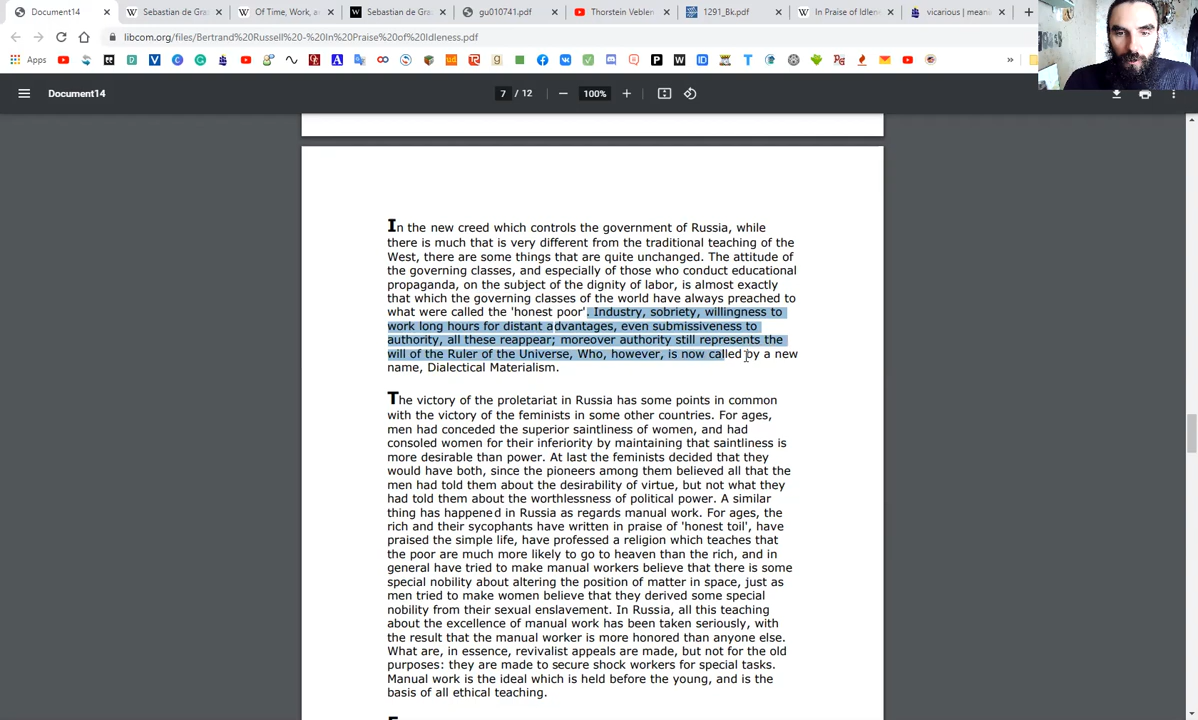 Document14
Sebastian de Gra
Of Time, Work, a
Sebastian de Gra
gu010741.pdf
Thorstein Veblen
1291_Bk.pdf
In Praise of Idlene
vicarious | mean
libcom.org/files/Bertrand%20Russell%20-%20In%20Praise%20of%20Idleness.pdf
Apps
Document14
7 / 12
100%
In the new creed which controls the government of Russia, while
there is much that is very different from the traditional teaching of the
West, there are some things that are quite unchanged. The attitude of
the governing classes, and especially of those who conduct educational
propaganda, on the subject of the dignity of labor, is almost exactly
that which the governing classes of the world have always preached to
what were called the 'honest poor'. Industry, sobriety, willingness to
work long hours for distant advantages, even submissiveness to
authority, all these reappear; moreover authority still represents the
will of the Ruler of the Universe, Who, however, is now called by a new
name, Dialectical Materialism.
The victory of the proletariat in Russia has some points in common
with the victory of the feminists in some other countries. For ages,
men had conceded the superior saintliness of women, and had
consoled women for their inferiority by maintaining that saintliness is
more desirable than power. At last the feminists decided that they
would have both, since the pioneers among them believed all that the
men had told them about the desirability of virtue, but not what they
had told them about the worthlessness of political power. A similar
thing has happened in Russia as regards manual work. For ages, the
rich and their sycophants have written in praise of 'honest toil', have
praised the simple life, have professed a religion which teaches that
the poor are much more likely to go to heaven than the rich, and in
general have tried to make manual workers believe that there is some
special nobility about altering the position of matter in space, just as
men tried to make women believe that they derived some special
nobility from their sexual enslavement. In Russia, all this teaching
about the excellence of manual work has been taken seriously, with
the result that the manual worker is more honored than anyone else.
What are, in essence, revivalist appeals are made, but not for the old
purposes: they are made to secure shock workers for special tasks.
Manual work is the ideal which is held before the young, and is the
basis of all ethical teaching.